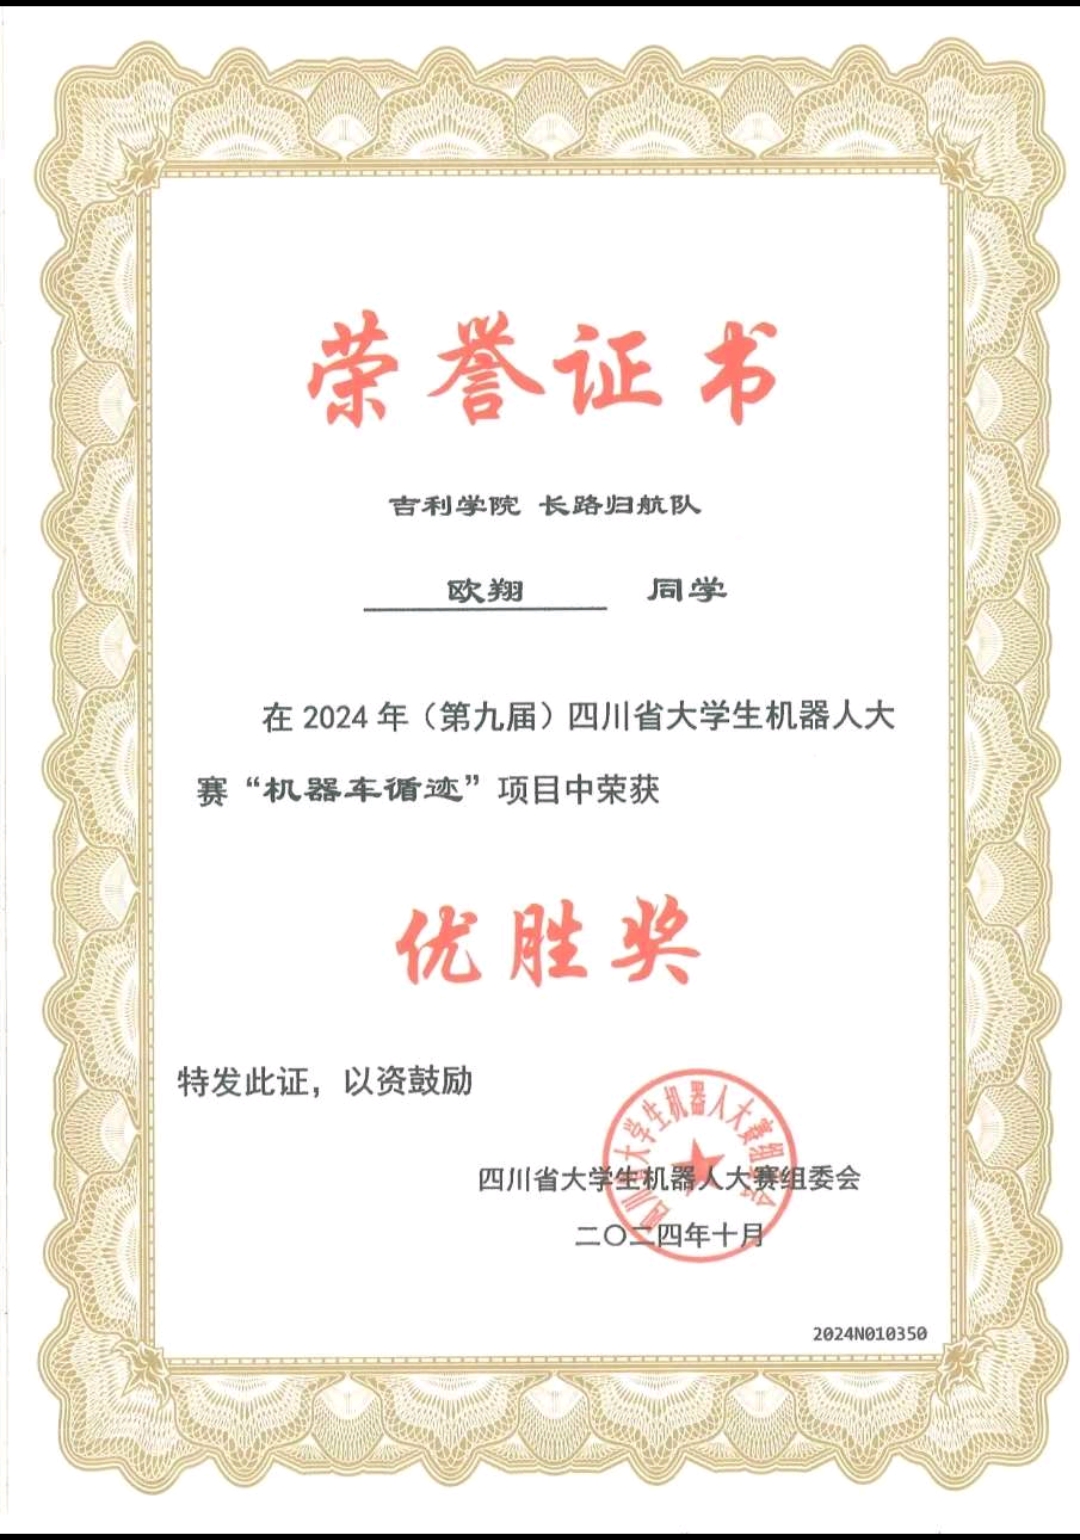 荣誉证书
吉利学院 长路归航队
欧翔 同学
在 2024 年（第九届）四川省大学生机器人大
赛“机器车循迹”项目中荣获
优胜奖
特发此证，以资鼓励
四川省大学生机器人大赛组委会
四川省大学生机器人大赛组委会
二〇二四年十月
2024N010350